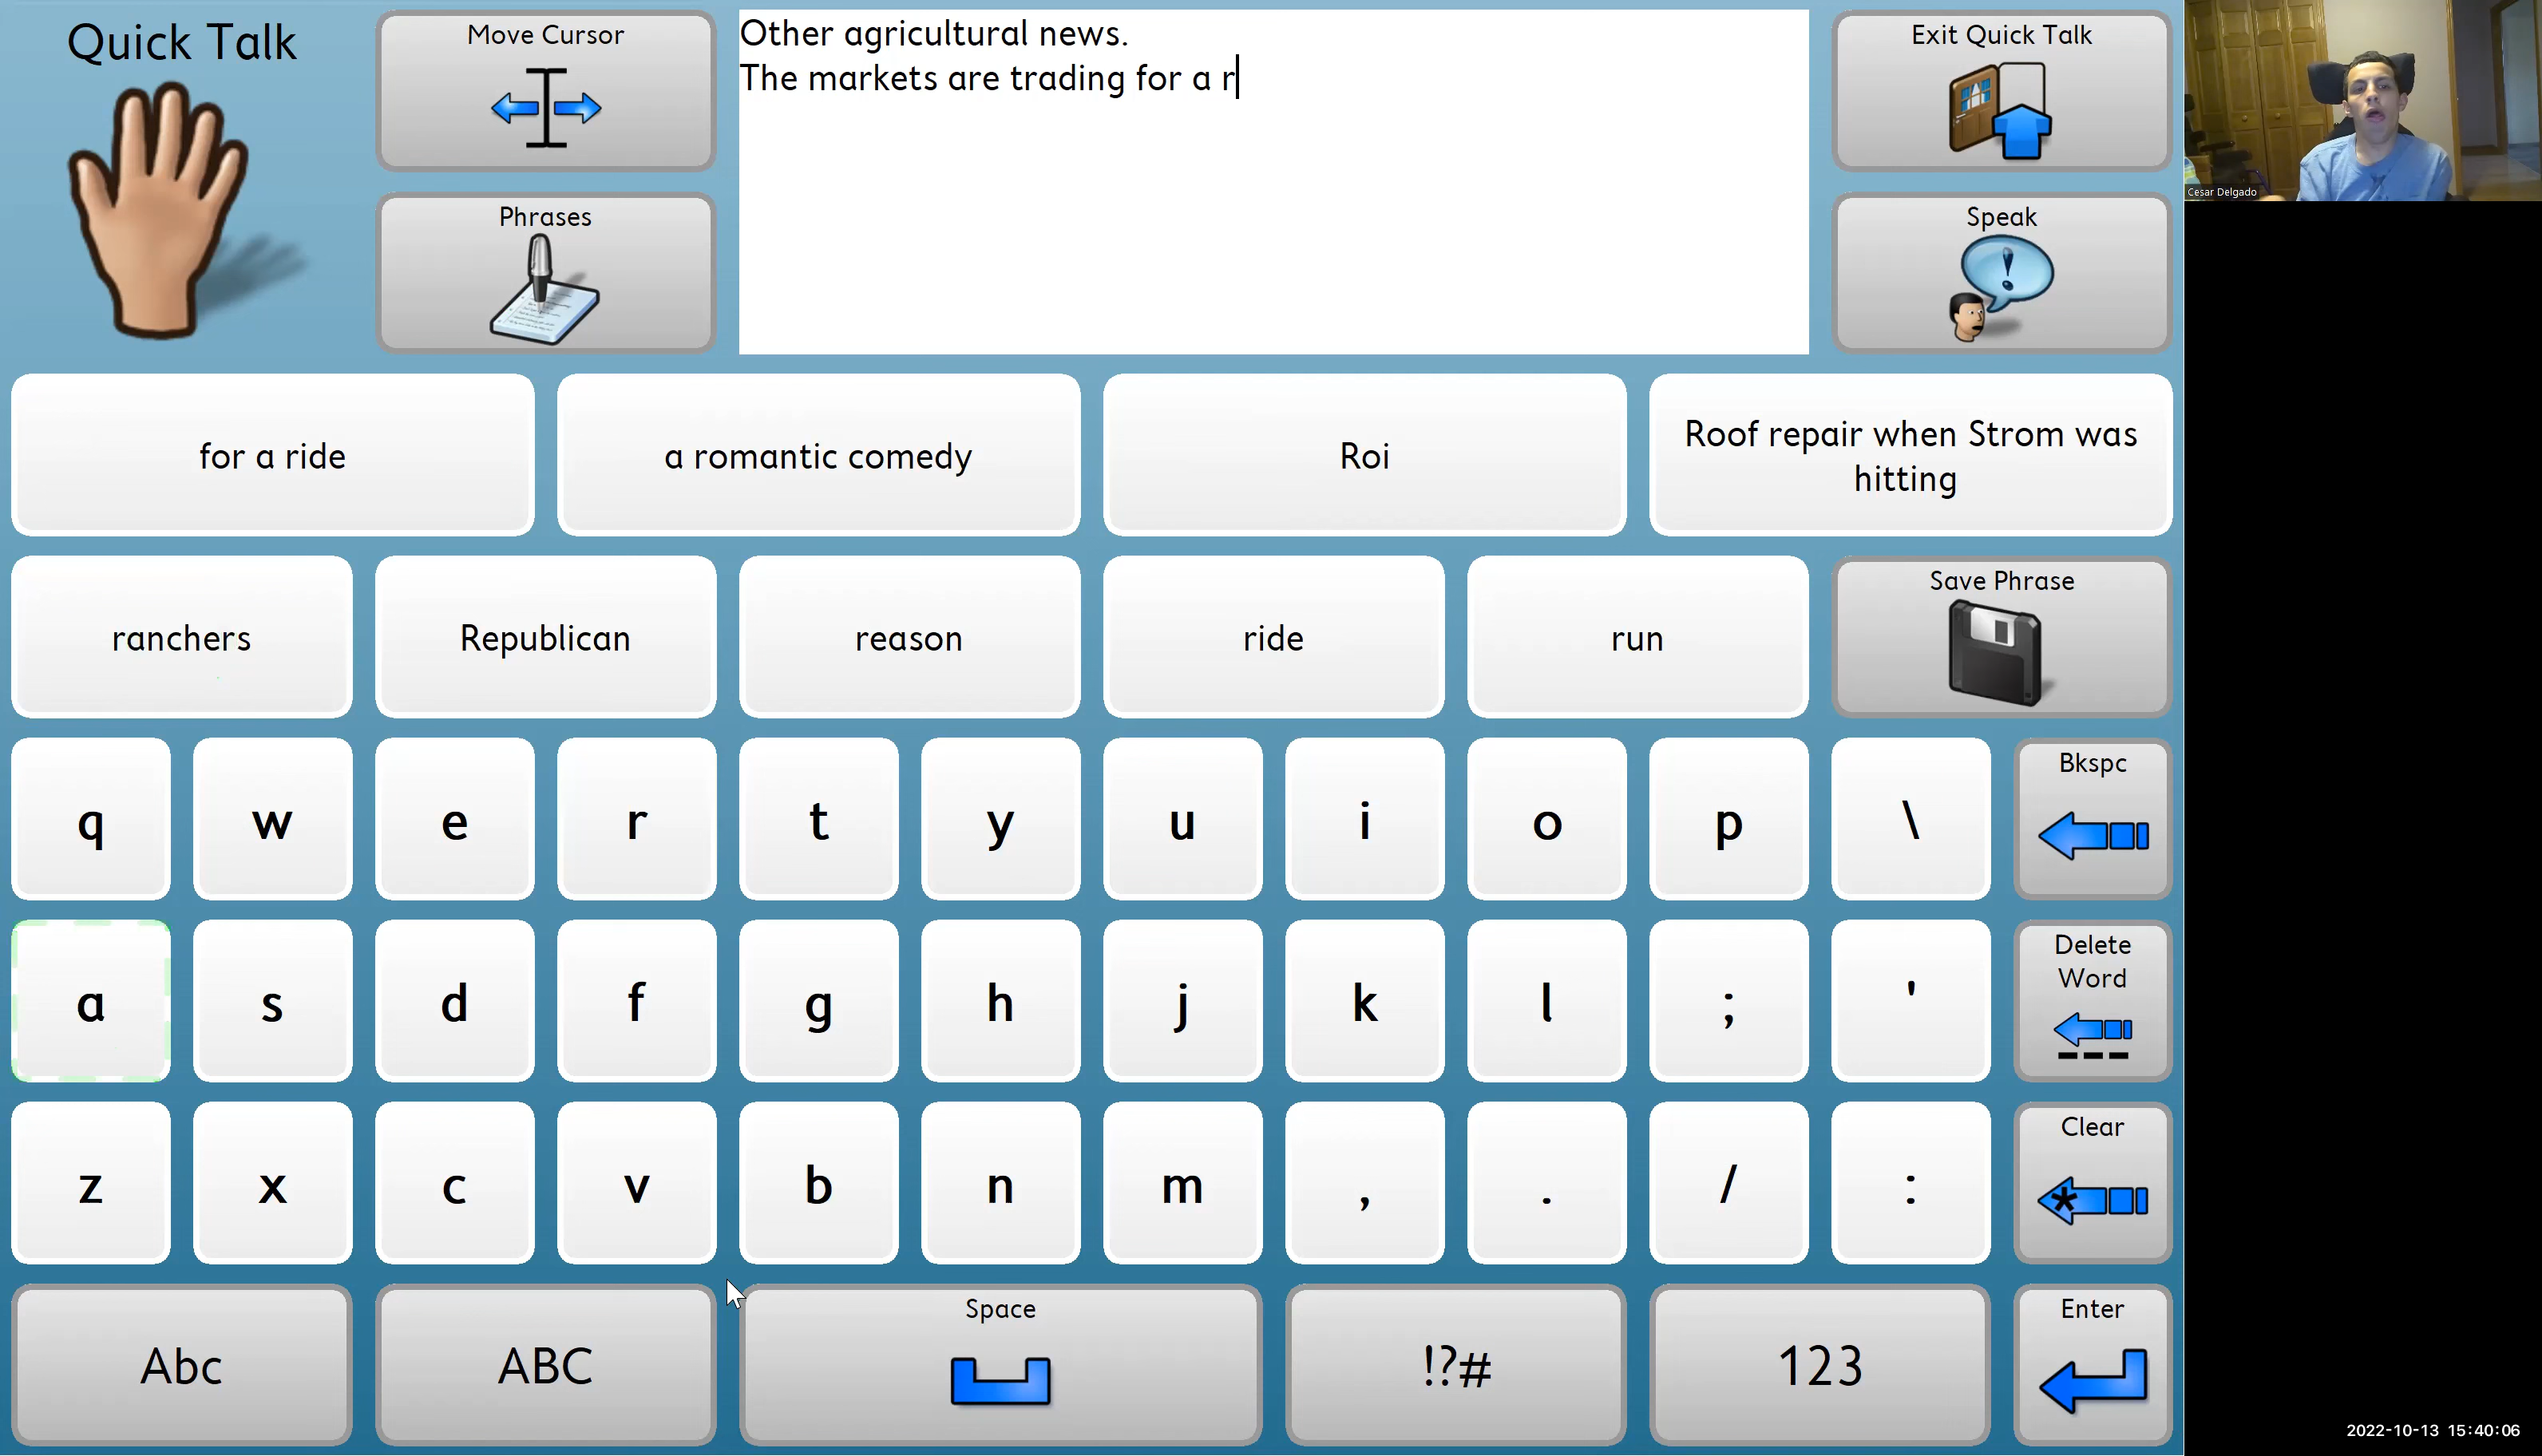 Quick Talk
Move Cursor
Other agricultural news.
The markets are trading for a r
Exit Quick Talk
Cesar Delgado
Phrases
Speak
for a ride
a romantic comedy
Roi
Roof repair when Strom was
hitting
ranchers
Republican
reason
ride
run
Save Phrase
q w e r t y u i o p \ Bkspc
a s d f g h j k l ; ' Delete
Word
z x c v b n m , . / : Clear
Abc
ABC
Space
!?#
123
Enter
2022-10-13 15:40:06